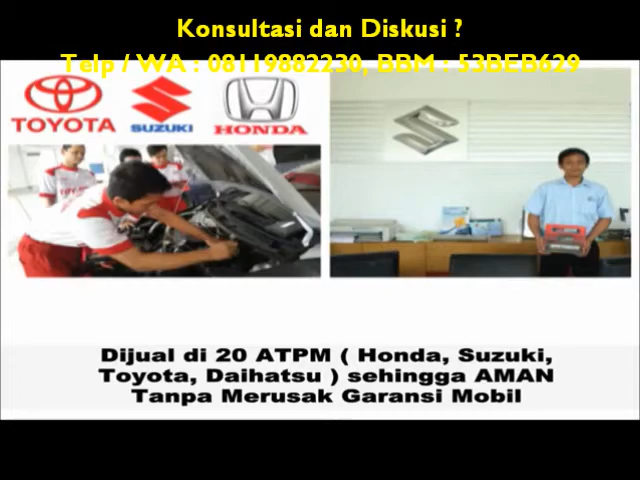 Konsultasi dan Diskusi ?
Telp / WA : 08119882230, BBM : 53BEB629
TOYOTA
SUZUKI
HONDA
Dijual di 20 ATPM ( Honda, Suzuki,
Toyota, Daihatsu ) sehingga AMAN
Tanpa Merusak Garansi Mobil